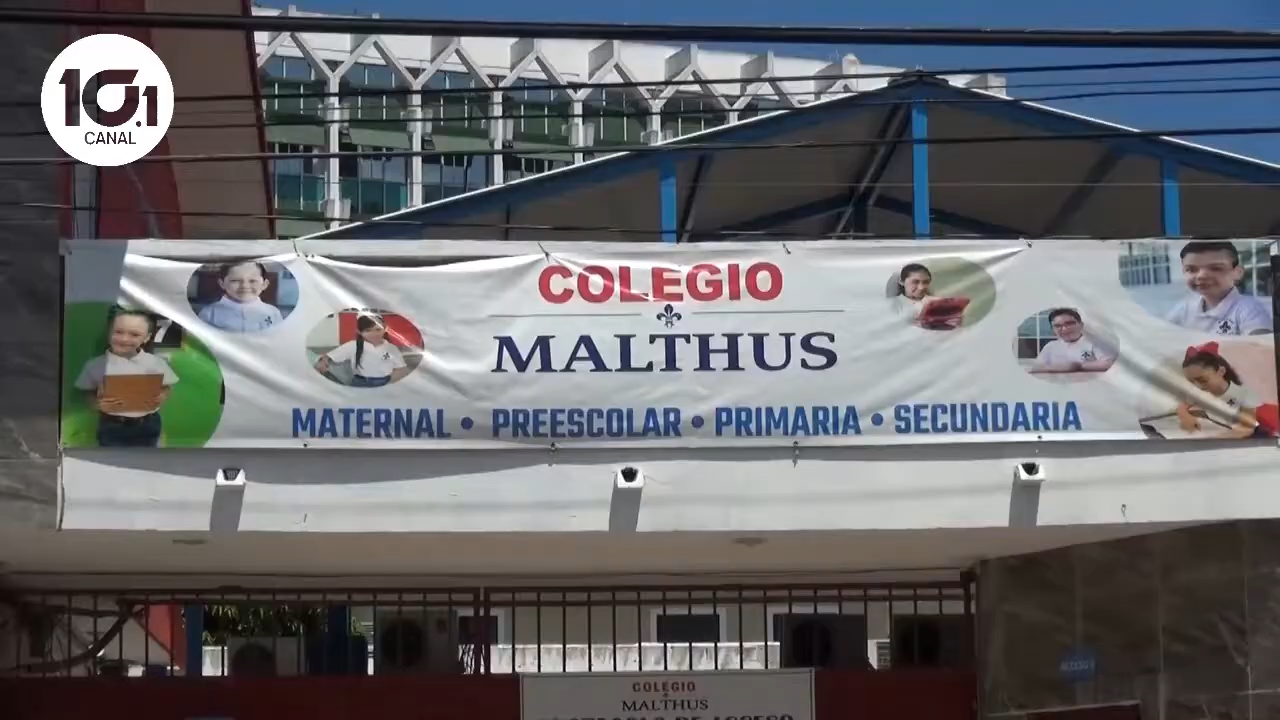 10.1
CANAL
COLEGIO
MALTHUS
MATERNAL • PREESCOLAR • PRIMARIA • SECUNDARIA
COLEGIO
MALTHUS